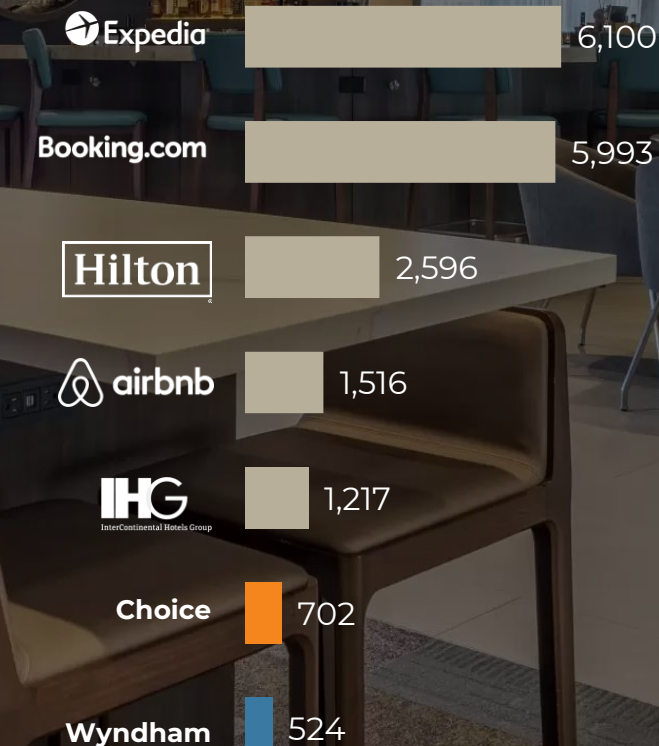 Expedia 6,100
Booking.com 5,993
Hilton 2,596
airbnb 1,516
IHG 1,217
InterContinental Hotels Group
Choice 702
Wyndham 524